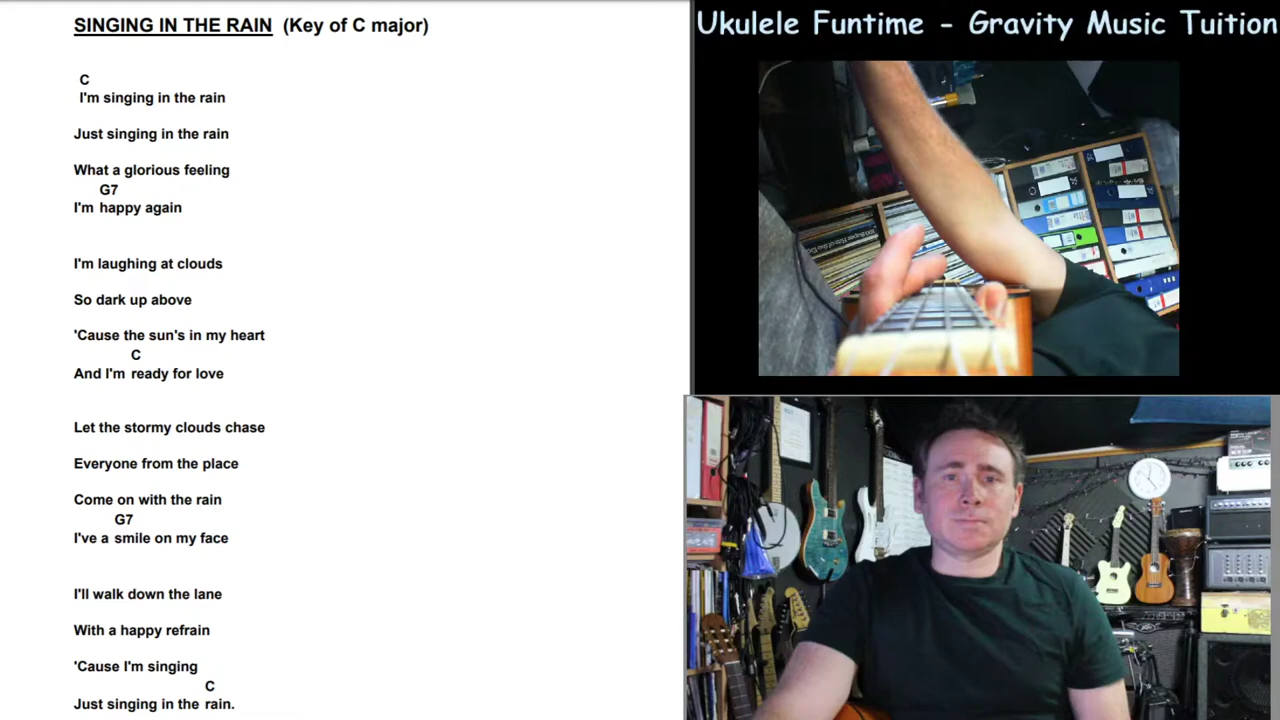 SINGING IN THE RAIN (Key of C major)
C
I'm singing in the rain
Just singing in the rain
What a glorious feeling
G7
I'm happy again
I'm laughing at clouds
So dark up above
'Cause the sun's in my heart
C
And I'm ready for love
Let the stormy clouds chase
Everyone from the place
Come on with the rain
G7
I've a smile on my face
I'll walk down the lane
With a happy refrain
'Cause I'm singing
C
Just singing in the rain.
Ukulele Funtime - Gravity Music Tuition